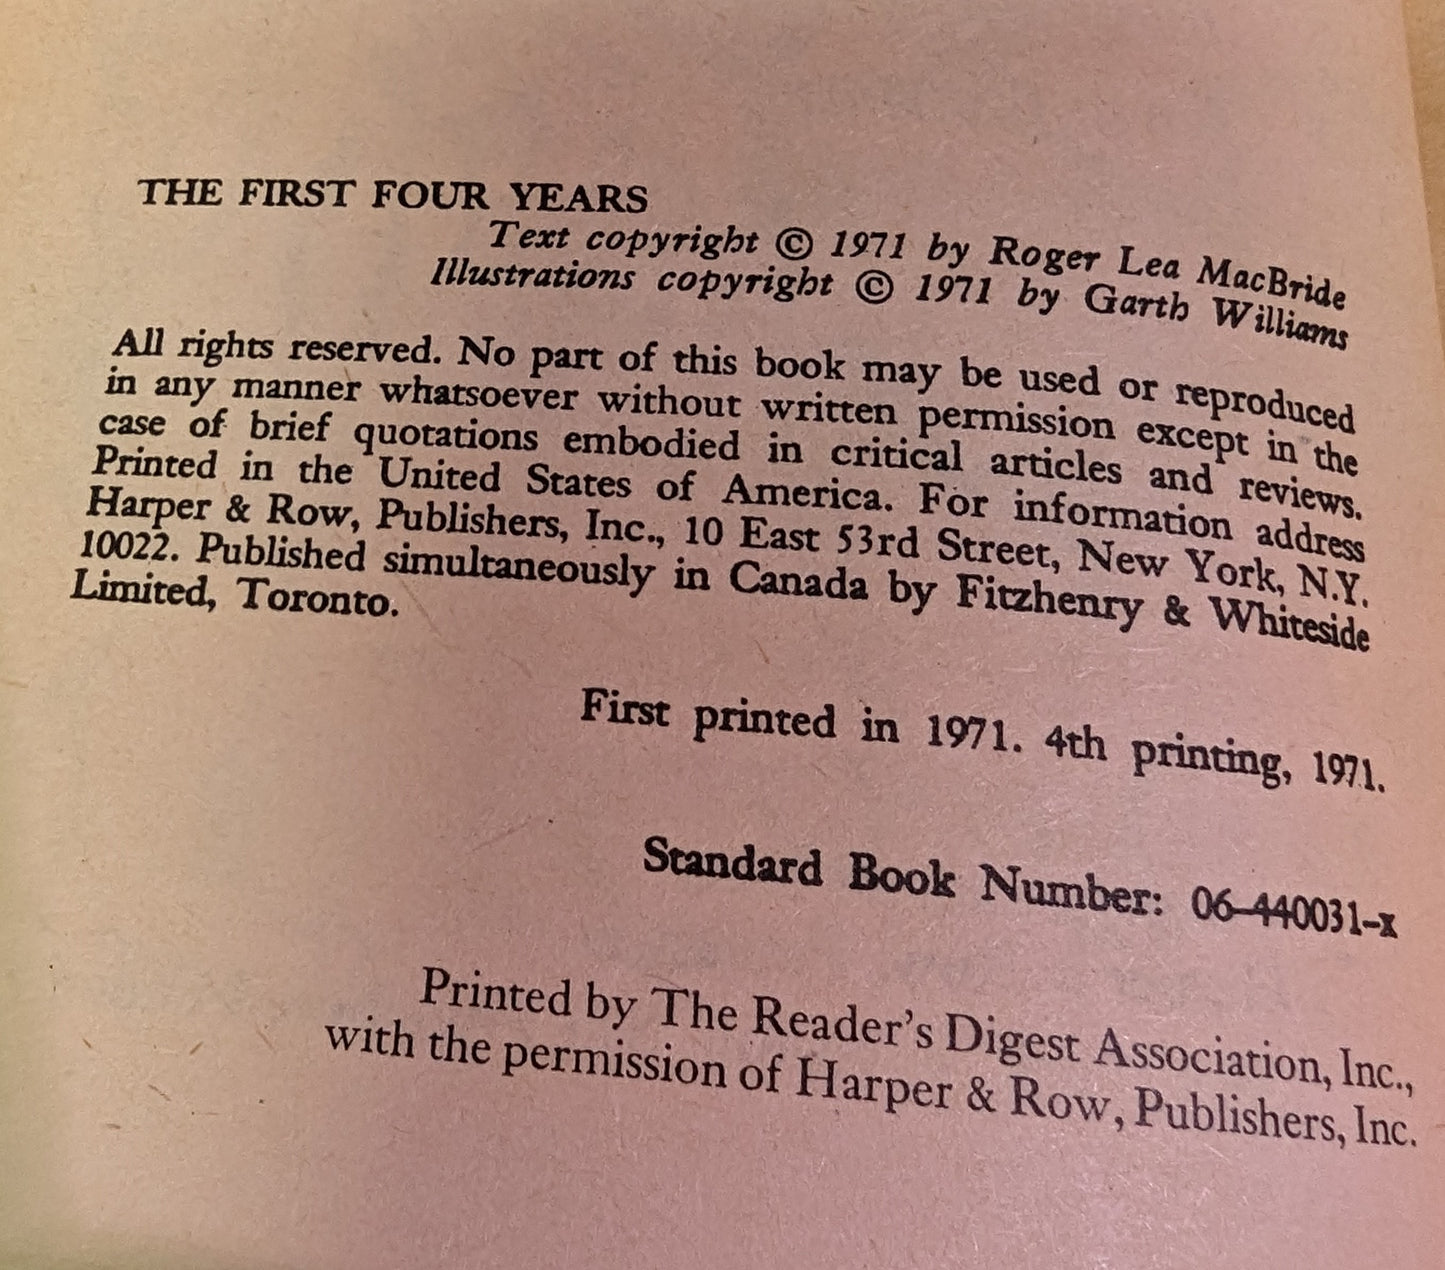 THE FIRST FOUR YEARS
Text copyright © 1971 by Roger Lea MacBride
Illustrations copyright © 1971 by Garth Williams
All rights reserved. No part of this book may be used or reproduced
in any manner whatsoever without written permission except in the
case of brief quotations embodied in critical articles and reviews.
Printed in the United States of America. For information address
Harper & Row, Publishers, Inc., 10 East 53rd Street, New York, N.Y.
10022. Published simultaneously in Canada by Fitzhenry & Whiteside
Limited, Toronto.
First printed in 1971. 4th printing, 1971.
Standard Book Number: 06-440031-x
Printed by The Reader's Digest Association, Inc.,
with the permission of Harper & Row, Publishers, Inc.